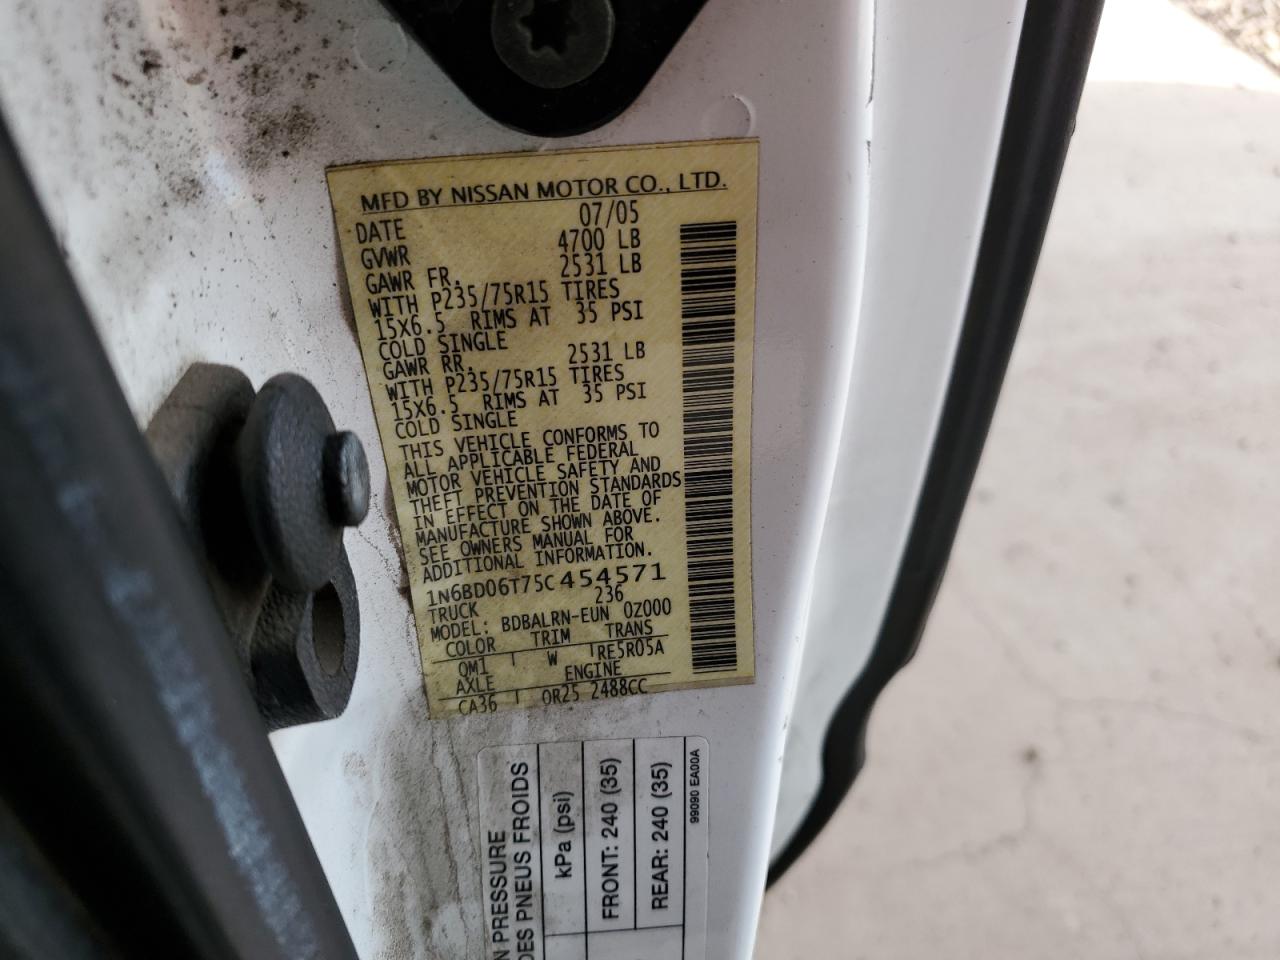 MFD BY NISSAN MOTOR CO., LTD.
DATE 07/05
GVWR 4700 LB
GAWR FR. 2531 LB
WITH P235/75R15 TIRES
15X6.5 RIMS AT 35 PSI
COLD SINGLE
GAWR RR. 2531 LB
WITH P235/75R15 TIRES
15X6.5 RIMS AT 35 PSI
COLD SINGLE
THIS VEHICLE CONFORMS TO
ALL APPLICABLE FEDERAL
MOTOR VEHICLE SAFETY AND
THEFT PREVENTION STANDARDS
IN EFFECT ON THE DATE OF
MANUFACTURE SHOWN ABOVE.
SEE OWNERS MANUAL FOR
ADDITIONAL INFORMATION.
1N6BD06T75C454571
TRUCK 236
MODEL: BDBALRN-EUN 0Z000
COLOR TRIM TRANS
QM1 W RE5R05A
AXLE ENGINE
CA36 QR25 2488CC
N PRESSURE
DES PNEUS FROIDS
kPa (psi)
FRONT: 240 (35)
REAR: 240 (35)
99090 EA00A